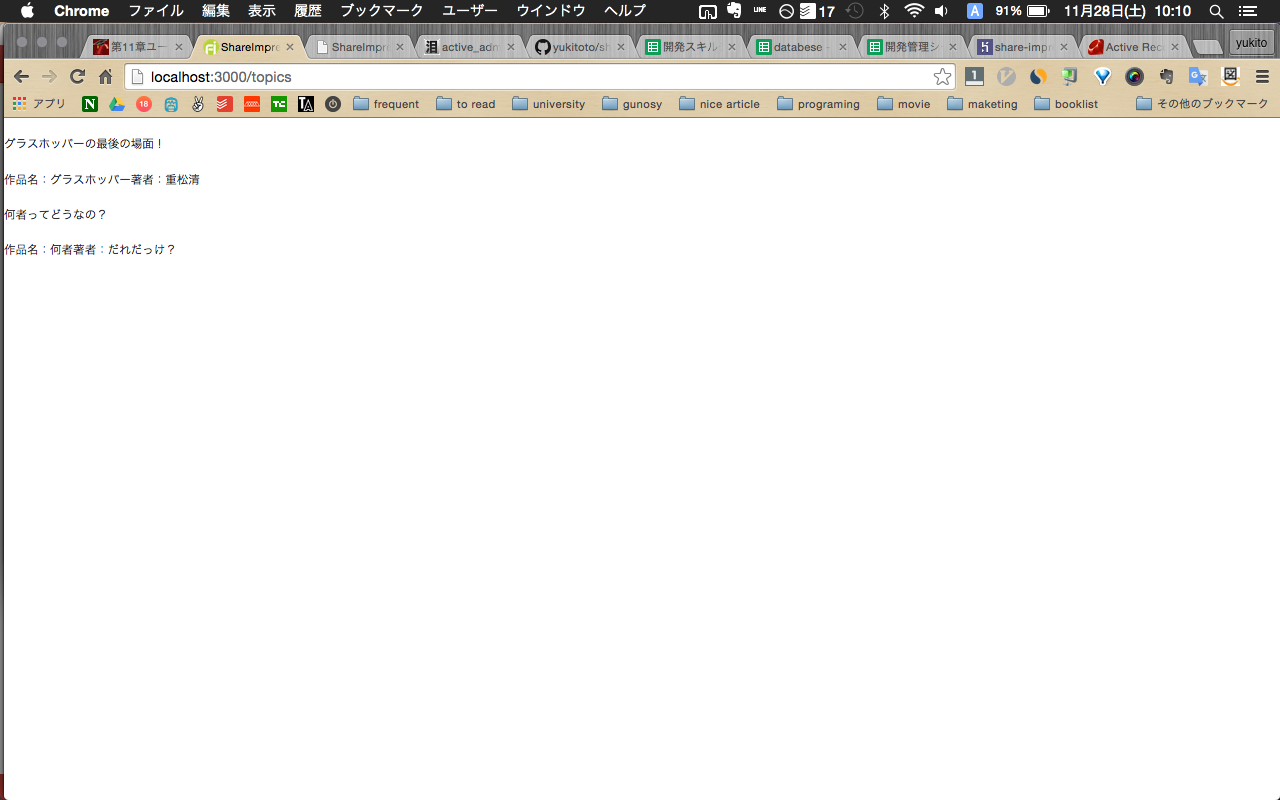 Chrome ファイル 編集 表示 履歴 ブックマーク ユーザー ウインドウ ヘルプ LINE 17 A 91% 11月28日(土) 10:10
第11章ユー ShareImpre ShareImpre active_adm yukitoto/sh 開発スキル databese - 開発管理シ share-impr Active Rec yukito
localhost:3000/topics 1
アプリ N 18 TC TA frequent to read university gunosy nice article programing movie maketing booklist その他のブックマーク
グラスホッパーの最後の場面！
作品名：グラスホッパー著者：重松清
何者ってどうなの？
作品名：何者著者：だれだっけ？